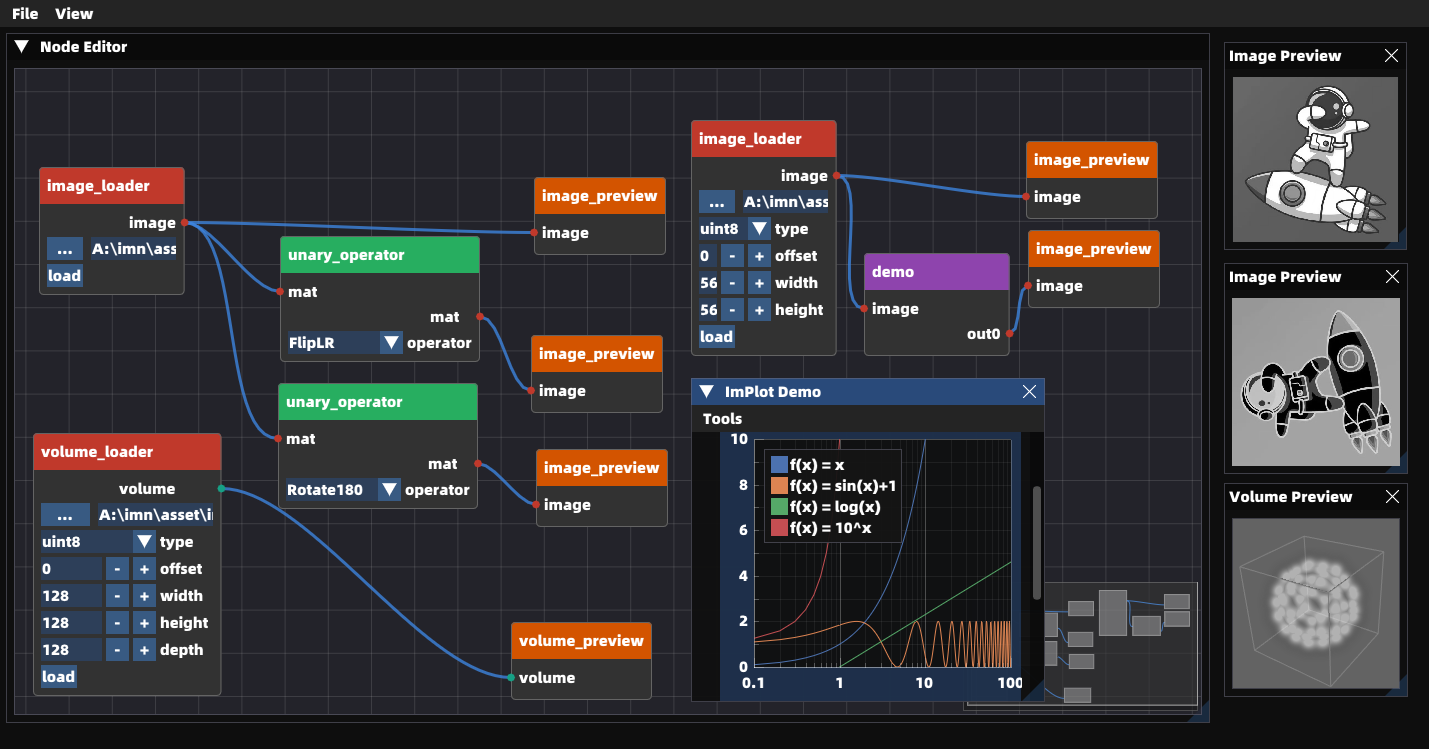 File View
Node Editor
image_loader
image
... A:\imn\ass
load
image_preview
image
unary_operator
mat
mat
FlipLR operator
image_preview
image
unary_operator
mat
mat
Rotate180 operator
image_preview
image
volume_loader
volume
... A:\imn\asset\i
uint8 type
0 - + offset
128 - + width
128 - + height
128 - + depth
load
volume_preview
volume
image_loader
image
... A:\imn\ass
uint8 type
0 - + offset
56 - + width
56 - + height
load
image_preview
image
demo
image
out0
image_preview
image
ImPlot Demo
Tools
10
8
6
4
2
0
f(x) = x
f(x) = sin(x)+1
f(x) = log(x)
f(x) = 10^x
0.1 1 10 100
Image Preview
Image Preview
Volume Preview